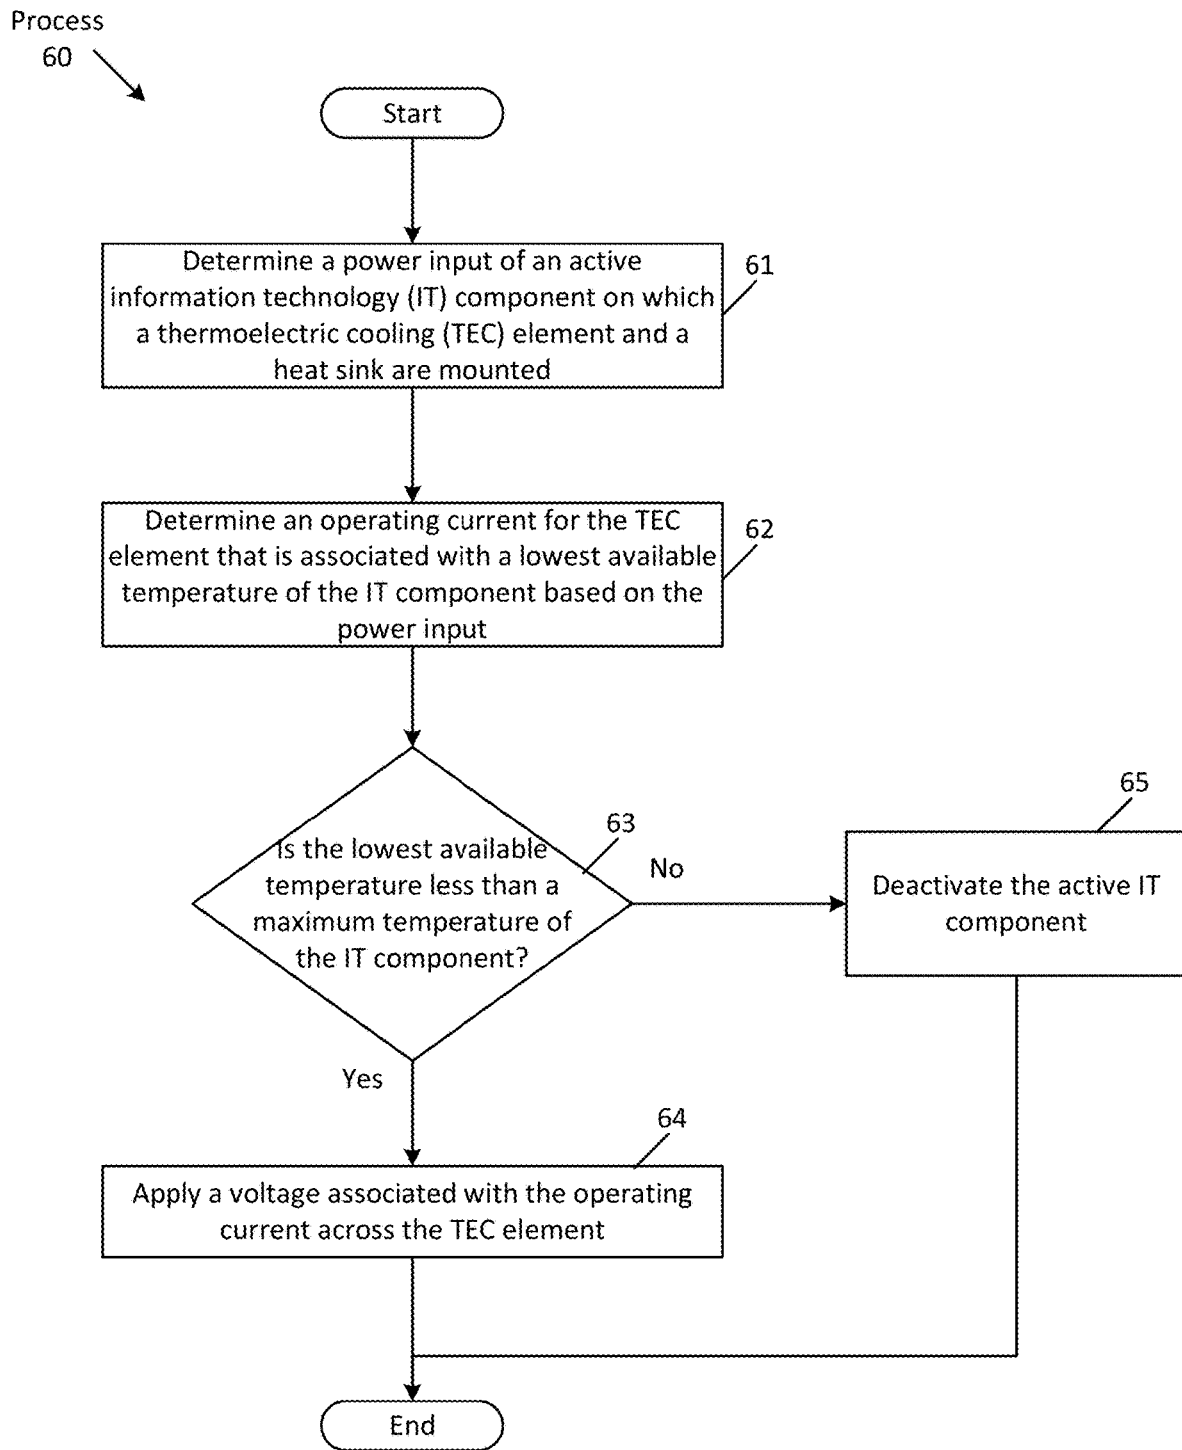 Process
60
Start
Determine a power input of an active
information technology (IT) component on which
a thermoelectric cooling (TEC) element and a
heat sink are mounted
61
Determine an operating current for the TEC
element that is associated with a lowest available
temperature of the IT component based on the
power input
62
Is the lowest available
temperature less than a
maximum temperature of
the IT component?
63
No
65
Deactivate the active IT
component
Yes
64
Apply a voltage associated with the operating
current across the TEC element
End